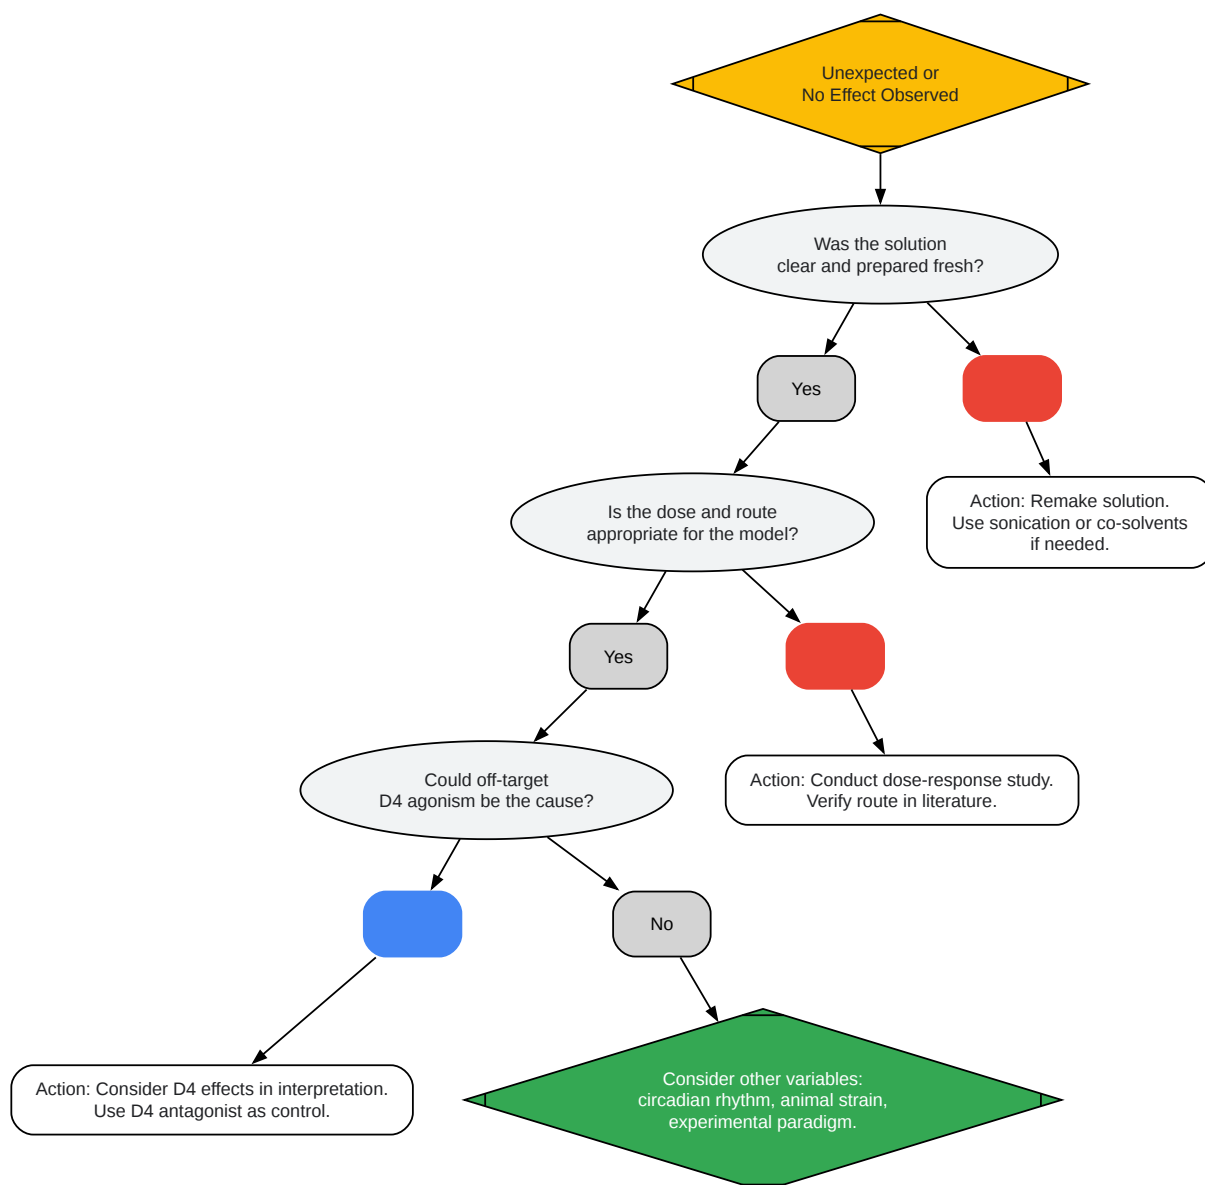 Unexpected or
No Effect Observed
Was the solution
clear and prepared fresh?
Yes
Action: Remake solution.
Use sonication or co-solvents
if needed.
Is the dose and route
appropriate for the model?
Yes
Action: Conduct dose-response study.
Verify route in literature.
Could off-target
D4 agonism be the cause?
No
Action: Consider D4 effects in interpretation.
Use D4 antagonist as control.
Consider other variables:
circadian rhythm, animal strain,
experimental paradigm.